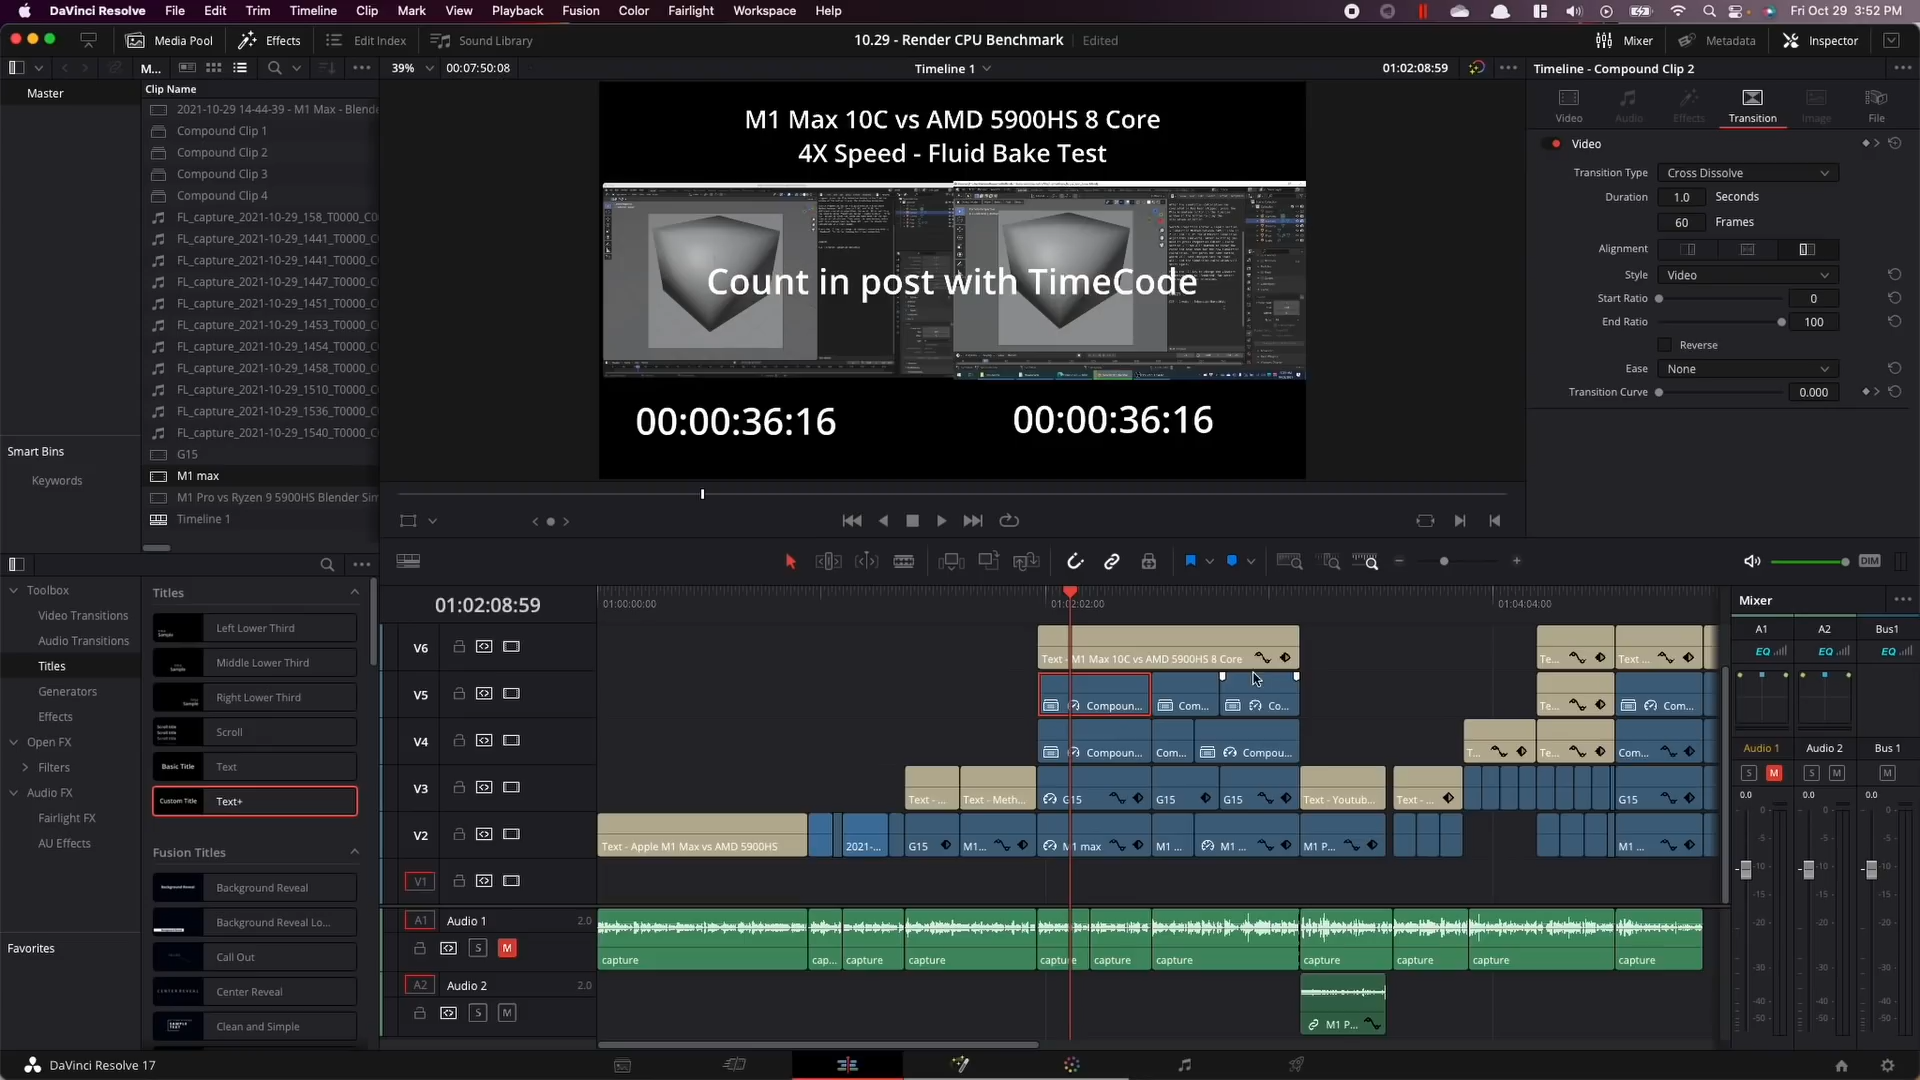 DaVinci Resolve File Edit Trim Timeline Clip Mark View Playback Fusion Color Fairlight Workspace Help Fri Oct 29 3:52 PM
Media Pool Effects Edit Index Sound Library 10.29 - Render CPU Benchmark Edited Mixer Metadata Inspector
M... 39% 00:07:50:08 Timeline 1 01:02:08:59 Timeline - Compound Clip 2
Master
Clip Name
2021-10-29 14-44-39 - M1 Max - Blende
Compound Clip 1
Compound Clip 2
Compound Clip 3
Compound Clip 4
FL_capture_2021-10-29_158_T0000_C0
FL_capture_2021-10-29_1441_T0000_C
FL_capture_2021-10-29_1441_T0000_C
FL_capture_2021-10-29_1447_T0000_C
FL_capture_2021-10-29_1451_T0000_C
FL_capture_2021-10-29_1453_T0000_C
FL_capture_2021-10-29_1454_T0000_C
FL_capture_2021-10-29_1458_T0000_C
FL_capture_2021-10-29_1510_T0000_C
FL_capture_2021-10-29_1536_T0000_C
FL_capture_2021-10-29_1540_T0000_C
G15
M1 max
M1 Pro vs Ryzen 9 5900HS Blender Sim
Timeline 1
Smart Bins
Keywords
M1 Max 10C vs AMD 5900HS 8 Core
4X Speed - Fluid Bake Test
Count in post with TimeCode
00:00:36:16 00:00:36:16
Video Audio Effects Transition Image File
Video
Transition Type Cross Dissolve
Duration 1.0 Seconds
60 Frames
Alignment
Style Video
Start Ratio 0
End Ratio 100
Reverse
Ease None
Transition Curve 0.000
DIM
Toolbox
Video Transitions
Audio Transitions
Titles
Generators
Effects
Open FX
Filters
Audio FX
Fairlight FX
AU Effects
Favorites
Titles
Left Lower Third
Middle Lower Third
Right Lower Third
Scroll
Basic Title Text
Custom Title Text+
Fusion Titles
Background Reveal
Background Reveal Lo...
Call Out
CENTER REVEAL Center Reveal
Clean and Simple
01:02:08:59 01:00:00:00 01:02:02:00 01:04:04:00
V6 Text - M1 Max 10C vs AMD 5900HS 8 Core Te... Text ...
V5 Compoun... Com... Co... Te... Com...
V4 Compoun... Com... Compou... T... Te... Com...
V3 Text - ... Text - Meth... G15 G15 G15 Text - Youtub... Text - ... G15
V2 Text - Apple M1 Max vs AMD 5900HS 2021-... G15 M1... M1 max M1 ... M1 ... M1 P... M1 ...
V1
A1 Audio 1 2.0
S M
capture cap... capture capture capture capture capture capture capture capture capture
A2 Audio 2 2.0
S M
M1 P...
Mixer
A1 A2 Bus1
EQ EQ EQ
Audio 1 Audio 2 Bus 1
S M S M M
0.0 0.0 0.0
DaVinci Resolve 17